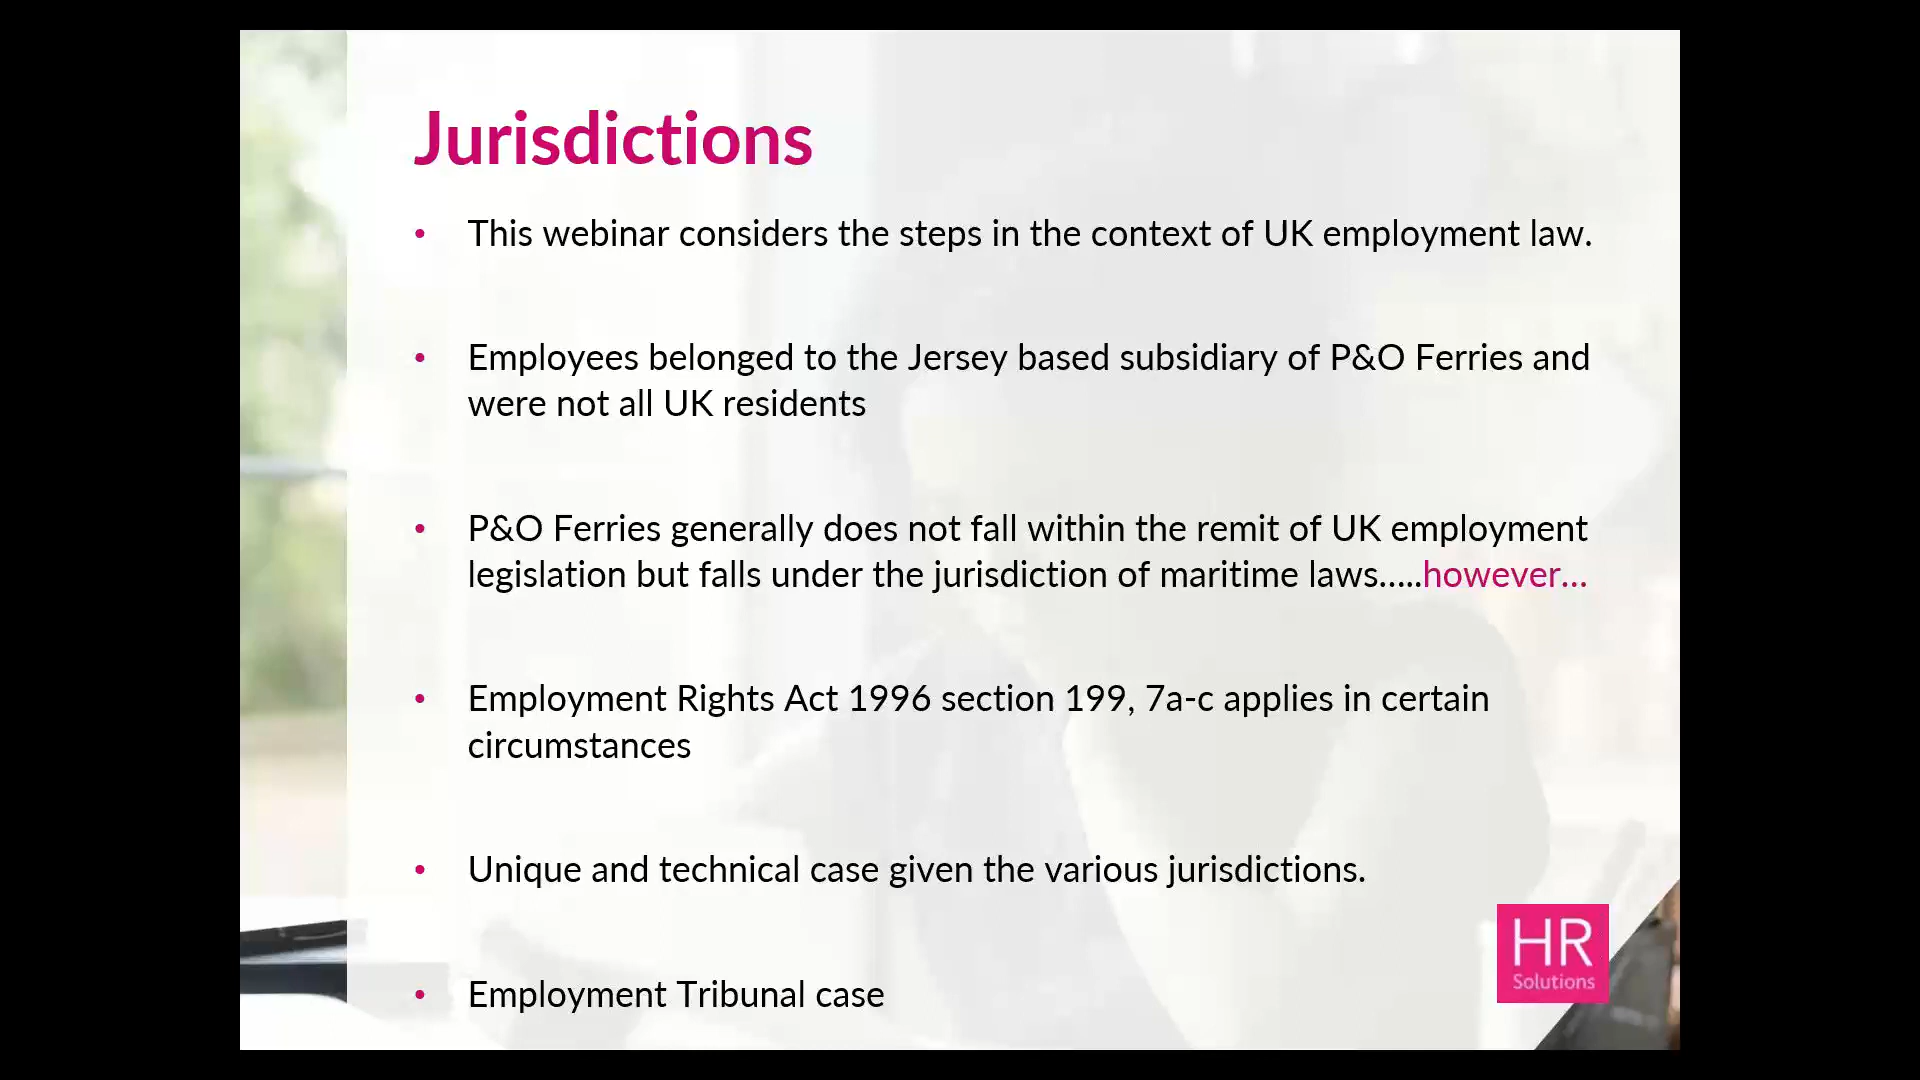 Jurisdictions
• This webinar considers the steps in the context of UK employment law.
• Employees belonged to the Jersey based subsidiary of P&O Ferries and
were not all UK residents
• P&O Ferries generally does not fall within the remit of UK employment
legislation but falls under the jurisdiction of maritime laws.....however...
• Employment Rights Act 1996 section 199, 7a-c applies in certain
circumstances
• Unique and technical case given the various jurisdictions.
• Employment Tribunal case
HR
Solutions